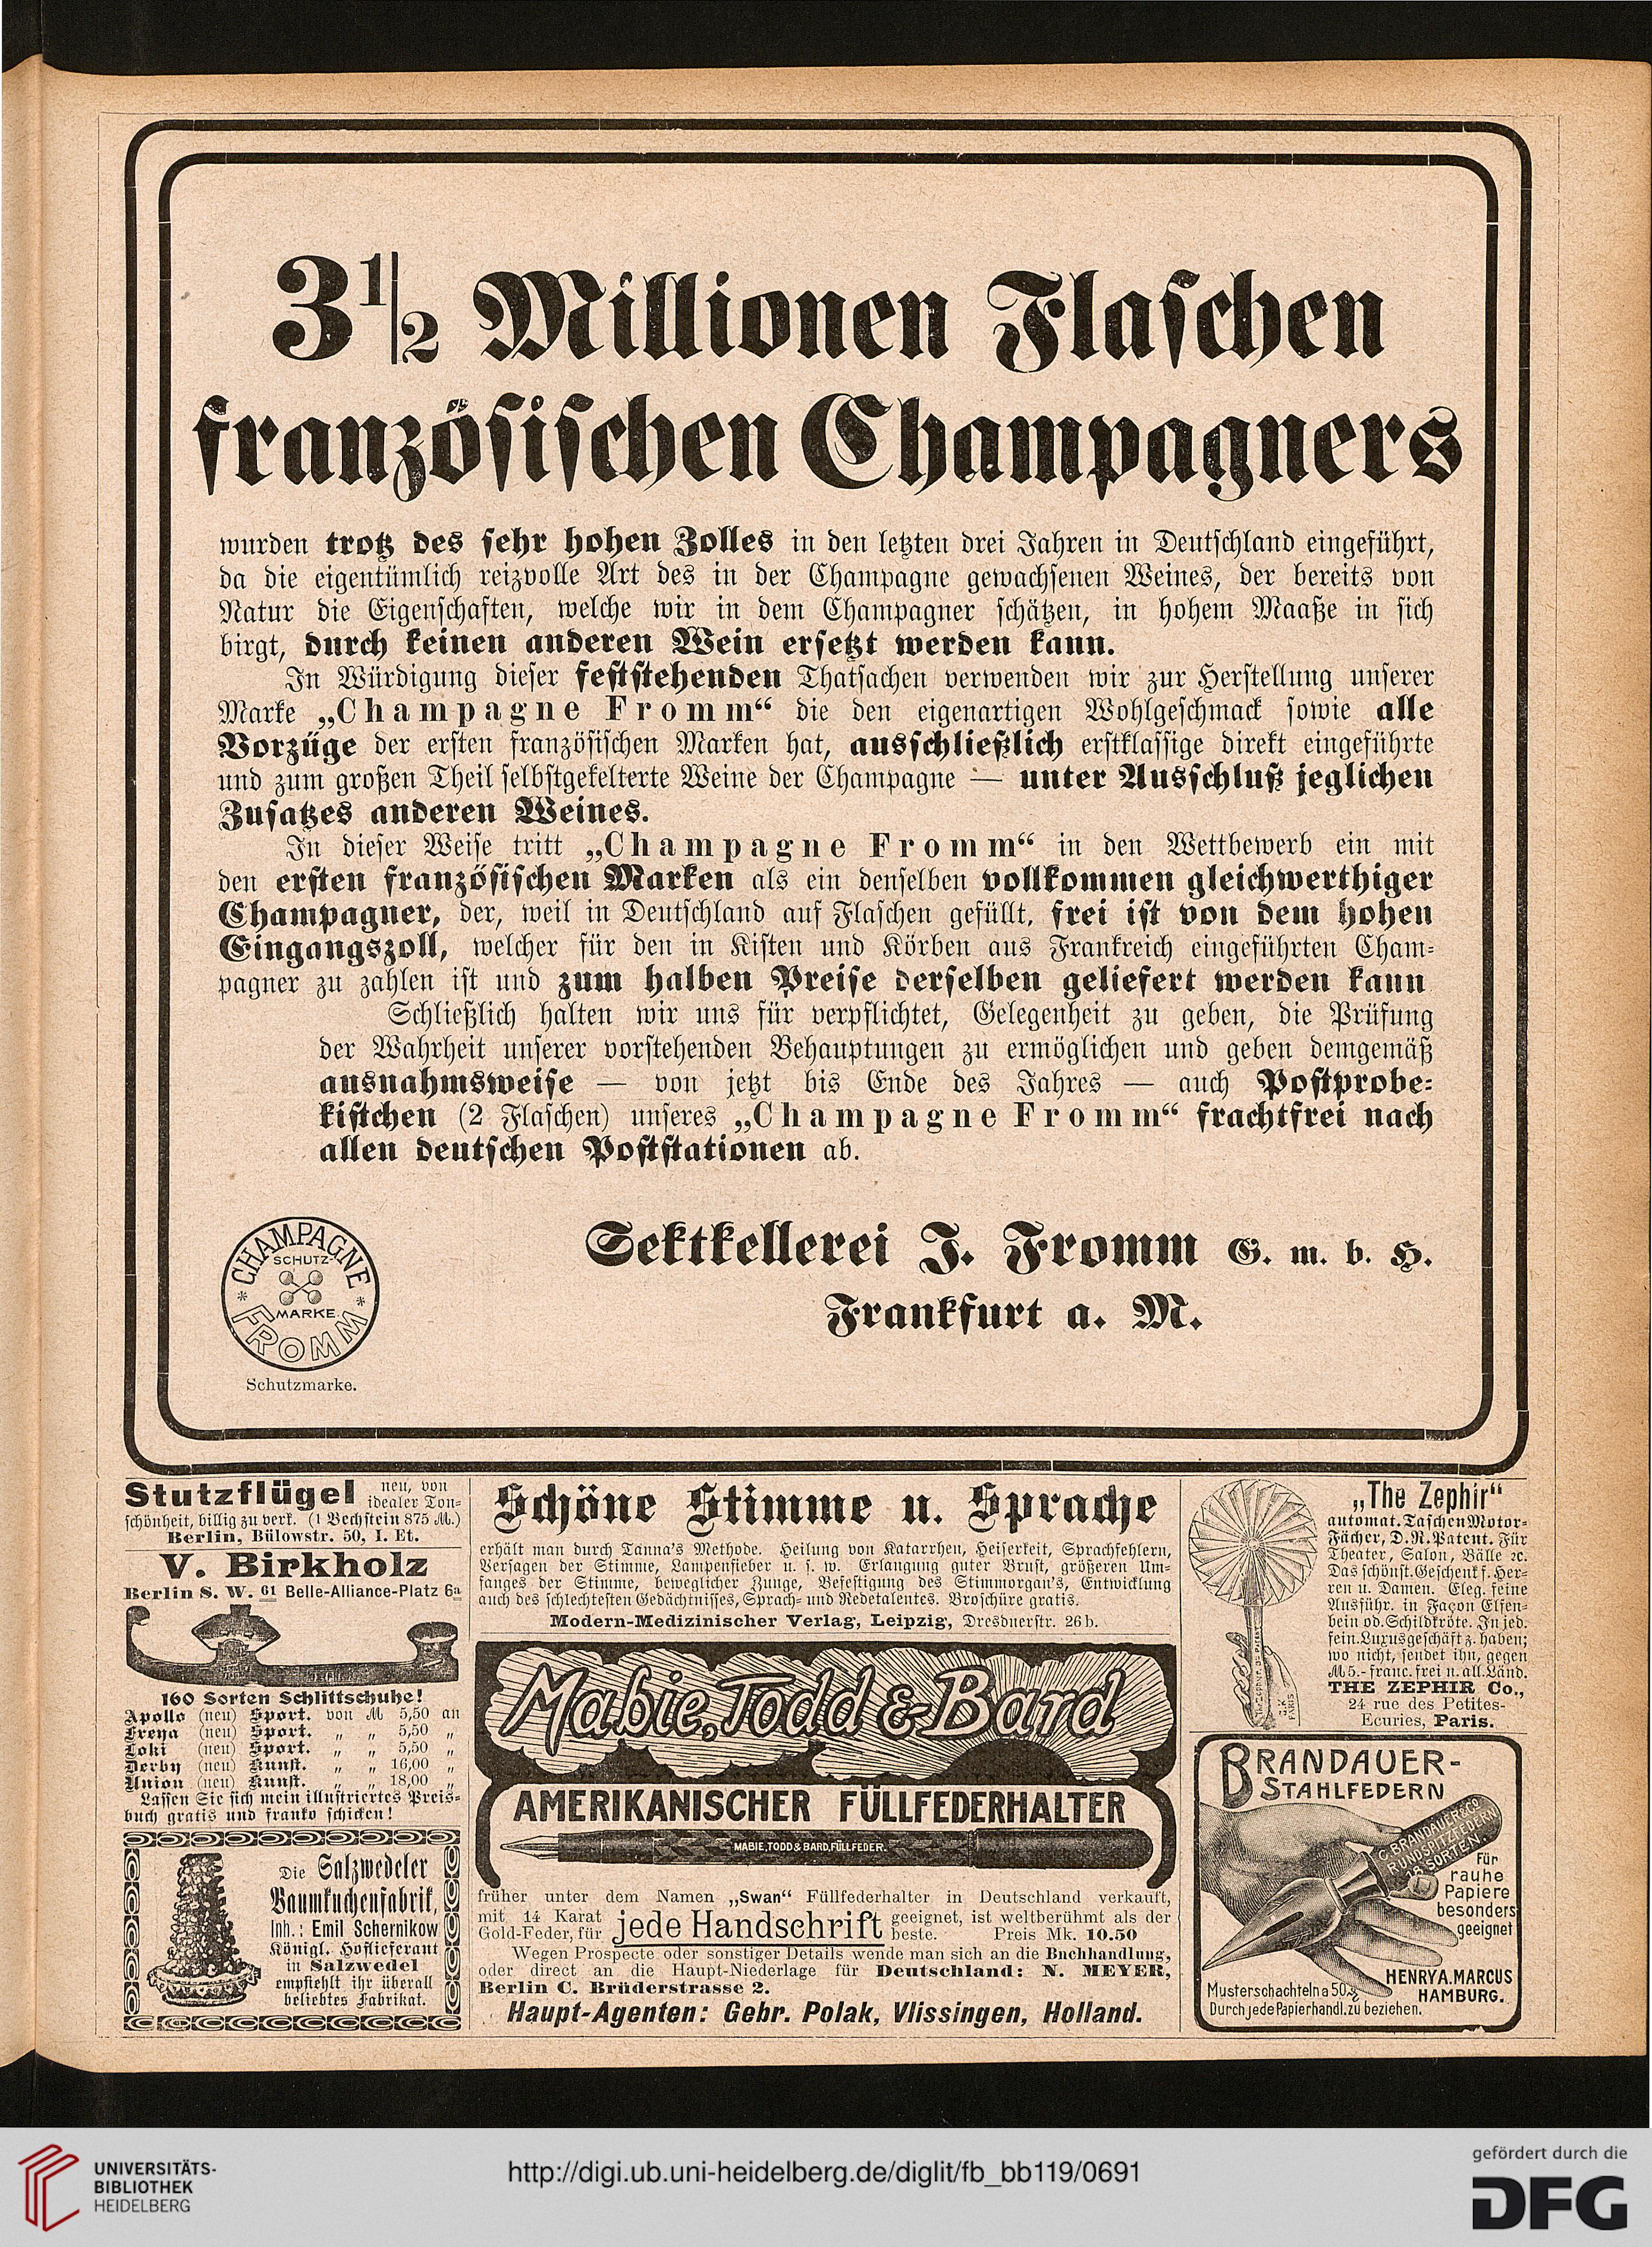 3 1/2 Millionen Flaschen
französischen Champagners
wurden trotz des sehr hohen Zolles in den letzten drei Jahren in Deutschland eingeführt,
da die eigentümlich reizvolle Art des in der Champagne gewachsenen Weines, der bereits von
Natur die Eigenschaften, welche wir in dem Champagner schätzen, in hohem Maaße in sich
birgt, durch keinen anderen Wein ersetzt werden kann.
In Würdigung dieser feststehenden Thatsachen verwenden wir zur Herstellung unserer
Marke „Champagne Fromm“ die den eigenartigen Wohlgeschmack sowie alle
Vorzüge der ersten französischen Marken hat, ausschließlich erstklassige direkt eingeführte
und zum großen Theil selbstgekelterte Weine der Champagne — unter Ausschluß jeglichen
Zusatzes anderen Weines.
In dieser Weise tritt „Champagne Fromm“ in den Wettbewerb ein mit
den ersten französischen Marken als ein denselben vollkommen gleichwerthiger
Champagner, der, weil in Deutschland auf Flaschen gefüllt, frei ist von dem hohen
Eingangszoll, welcher für den in Kisten und Körben aus Frankreich eingeführten Cham-
pagner zu zahlen ist und zum halben Preise derselben geliefert werden kann
Schließlich halten wir uns für verpflichtet, Gelegenheit zu geben, die Prüfung
der Wahrheit unserer vorstehenden Behauptungen zu ermöglichen und geben demgemäß
ausnahmsweise — von jetzt bis Ende des Jahres — auch Postprobe-
kistchen (2 Flaschen) unseres „Champagne Fromm“ frachtfrei nach
allen deutschen Poststationen ab.
CHAMPAGNE
SCHUTZ-
MARKE
FROMM
Schutzmarke.
Sektkellerei J. Fromm G. m. b. H.
Frankfurt a. M.
Stutzflügel neu, von
idealer Ton-
schönheit, billig zu verk. (1 Bechstein 875 M.)
Berlin, Bülowstr. 50, I. Et.
V. Birkholz
Berlin S. W. 61 Belle-Alliance-Platz 6a
160 Sorten Schlittschuhe!
Apollo (neu) Sport. von M 5,50 an
Freya (neu) Sport. „ „ 5,50 „
Loki (neu) Sport. „ „ 5,50 „
Derby (neu) Kunst. „ „ 16,00 „
Union (neu) Kunst. „ „ 18,00 „
Lassen Sie sich mein illustriertes Preis-
buch gratis und franko schicken!
Die Salzwedeler
Baumkuchenfabrik,
Inh.: Emil Schernikow
Königl. Hoflieferant
in Salzwedel
empfiehlt ihr überall
beliebtes Fabrikat.
Schöne Stimme u. Sprache
erhält man durch Tanna's Methode. Heilung von Katarrhen, Heiserkeit, Sprachfehlern,
Versagen der Stimme, Lampenfieber u. s. w. Erlangung guter Brust, größeren Um-
fanges der Stimme, beweglicher Zunge, Befestigung des Stimmorgan's, Entwicklung
auch des schlechtesten Gedächtnisses, Sprach- und Redetalentes. Broschüre gratis.
Modern-Medizinischer Verlag, Leipzig, Dresdnerstr. 26b.
Mabie, Todd & Bard
AMERIKANISCHER FÜLLFEDERHALTER
MABIE, TODD & BARD, FÜLLFEDER.
früher unter dem Namen „Swan“ Füllfederhalter in Deutschland verkauft,
mit 14 Karat
Gold-Feder, für jede Handschrift geeignet, ist weltberühmt als der
beste. Preis Mk. 10.50
Wegen Prospecte oder sonstiger Details wende man sich an die Buchhandlung,
oder direct an die Haupt-Niederlage für Deutschland: N. MEYER,
Berlin C. Brüderstrasse 2.
Haupt-Agenten: Gebr. Polak, Vlissingen, Holland.
„The Zephir“
automat. Taschen Motor-
Fächer, D. R. Patent. Für
Theater, Salon, Bälle ec.
Das schönst. Geschenk f. Her-
ren u. Damen. Eleg. feine
Ausführ. in Façon Elfen-
bein od. Schildkröte. In jed.
fein. Luxusgeschäft z. haben;
wo nicht, sendet ihn, gegen
M 5.- franc. frei n. all. Länd.
THE ZEPHIR Co.,
24 rue des Petites-
Ecuries, Paris.
BRANDAUER-
STAHLFEDERN
C. BRANDAUER & CO
RUNDSPITZFEDERN
SORTEN.
Für
rauhe
Papiere
besonders
geeignet
HENRY A. MARCUS
HAMBURG.
Musterschachteln a 50 ₰
Durch jede Papierhandl. zu beziehen.
UNIVERSITÄTS-
BIBLIOTHEK
HEIDELBERG
http://digi.ub.uni-heidelberg.de/diglit/fb_bb119/0691
gefördert durch die
DFG